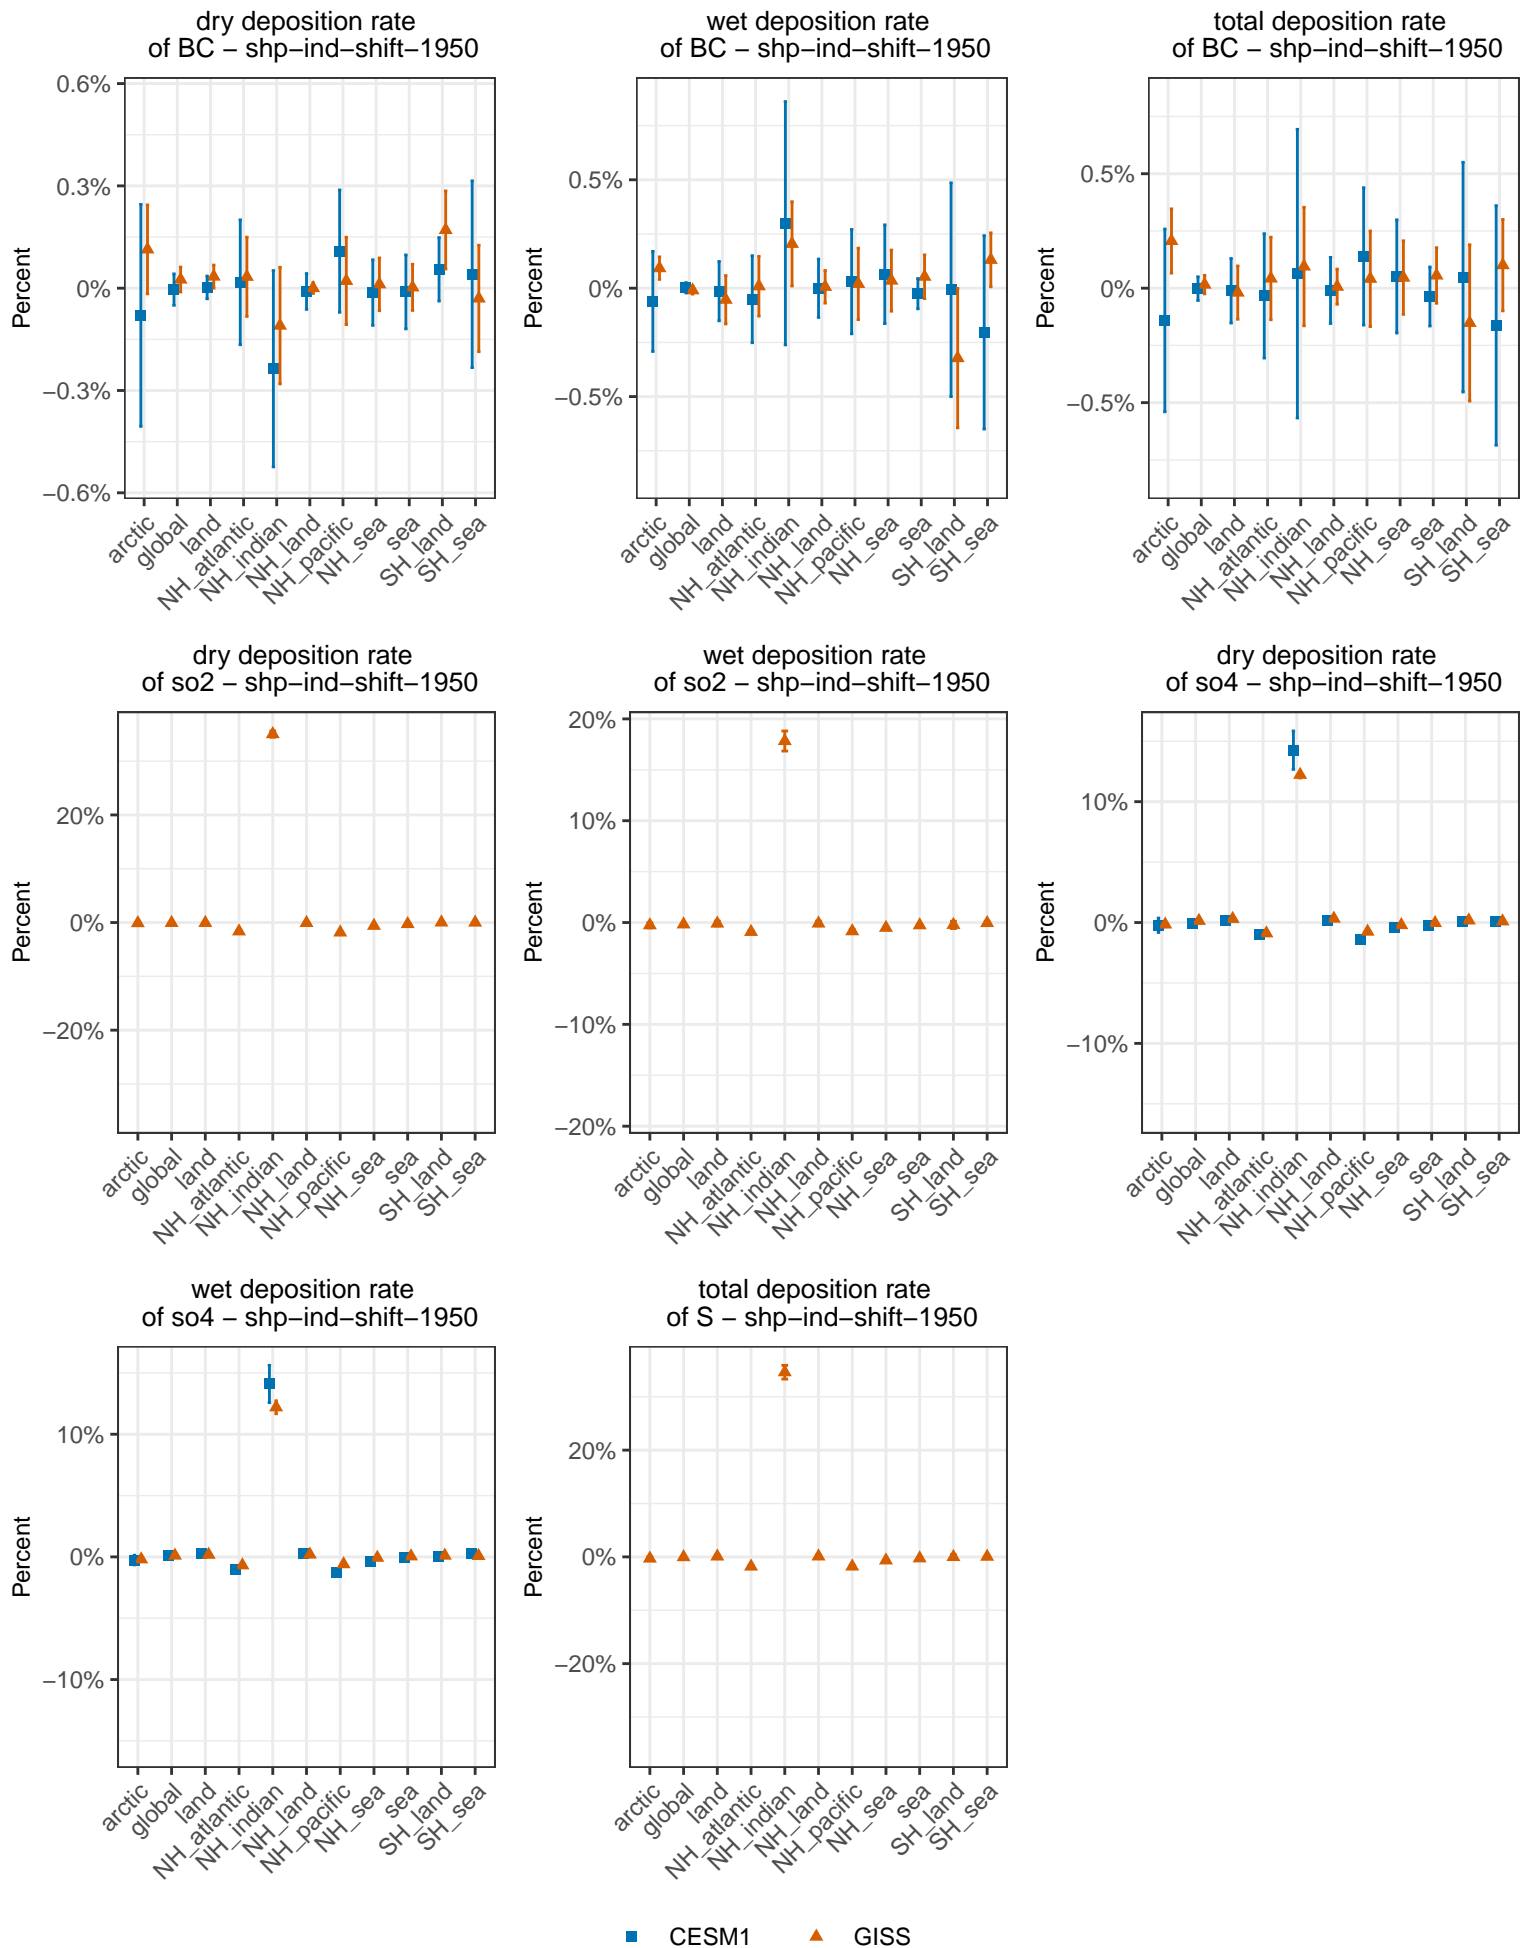 dry deposition rate
of BC − shp−ind−shift−1950
wet deposition rate
of BC − shp−ind−shift−1950
total deposition rate
of BC − shp−ind−shift−1950
Percent
0.6%
0.3%
0%
−0.3%
−0.6%
arctic
global
land
NH_atlantic
NH_indian
NH_land
NH_pacific
NH_sea
sea
SH_land
SH_sea
Percent
0.5%
0%
−0.5%
arctic
global
land
NH_atlantic
NH_indian
NH_land
NH_pacific
NH_sea
sea
SH_land
SH_sea
Percent
0.5%
0%
−0.5%
arctic
global
land
NH_atlantic
NH_indian
NH_land
NH_pacific
NH_sea
sea
SH_land
SH_sea
dry deposition rate
of so2 − shp−ind−shift−1950
wet deposition rate
of so2 − shp−ind−shift−1950
dry deposition rate
of so4 − shp−ind−shift−1950
Percent
20%
0%
−20%
arctic
global
land
NH_atlantic
NH_indian
NH_land
NH_pacific
NH_sea
sea
SH_land
SH_sea
Percent
20%
10%
0%
−10%
−20%
arctic
global
land
NH_atlantic
NH_indian
NH_land
NH_pacific
NH_sea
sea
SH_land
SH_sea
Percent
10%
0%
−10%
arctic
global
land
NH_atlantic
NH_indian
NH_land
NH_pacific
NH_sea
sea
SH_land
SH_sea
wet deposition rate
of so4 − shp−ind−shift−1950
total deposition rate
of S − shp−ind−shift−1950
Percent
10%
0%
−10%
arctic
global
land
NH_atlantic
NH_indian
NH_land
NH_pacific
NH_sea
sea
SH_land
SH_sea
Percent
20%
0%
−20%
arctic
global
land
NH_atlantic
NH_indian
NH_land
NH_pacific
NH_sea
sea
SH_land
SH_sea
CESM1
GISS